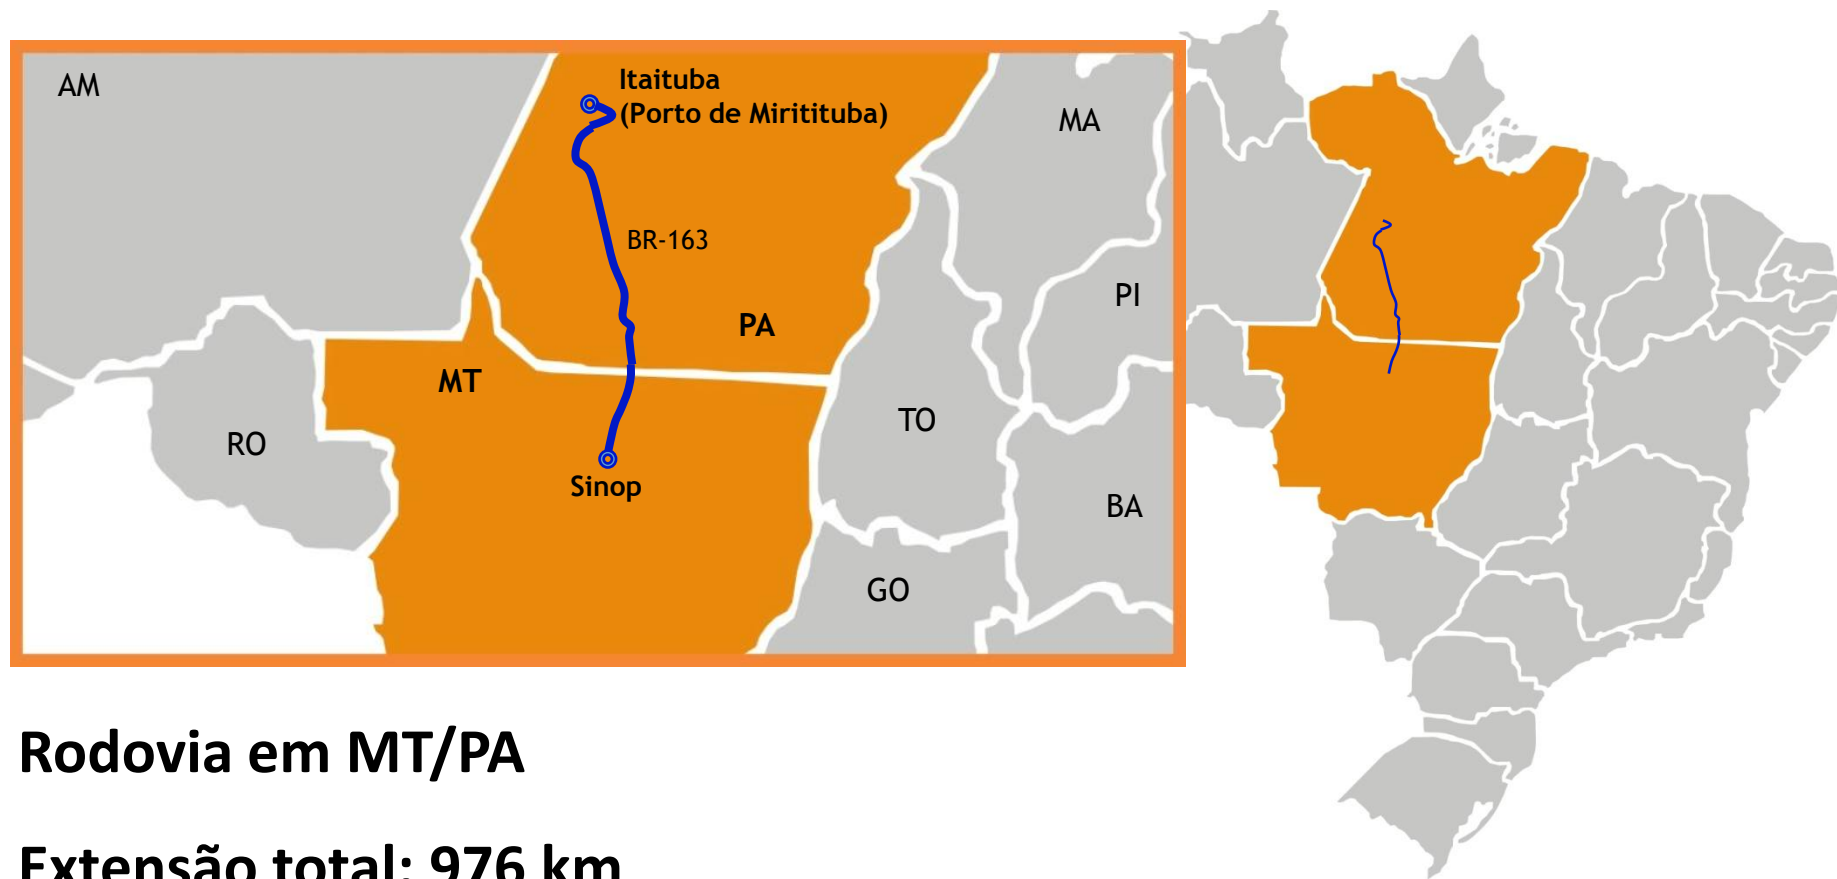 AM
Itaituba
(Porto de Miritituba)
MA
BR-163
PI
PA
MT
TO
RO
Sinop
BA
GO
Rodovia em MT/PA
Extensão total: 976 km